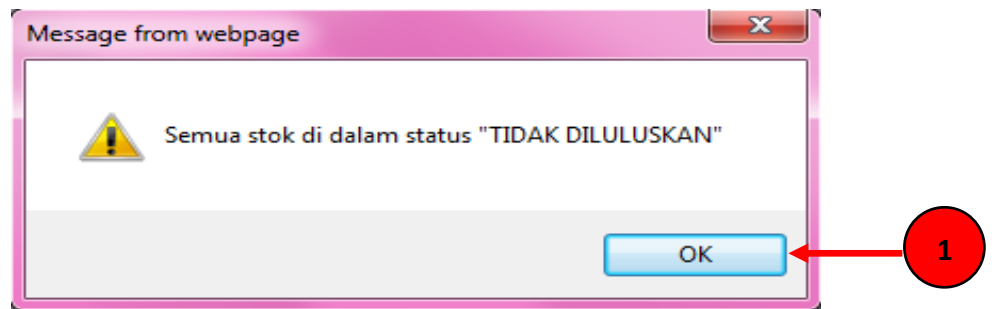 Message from webpage
Semua stok di dalam status "TIDAK DILULUSKAN"
OK
1